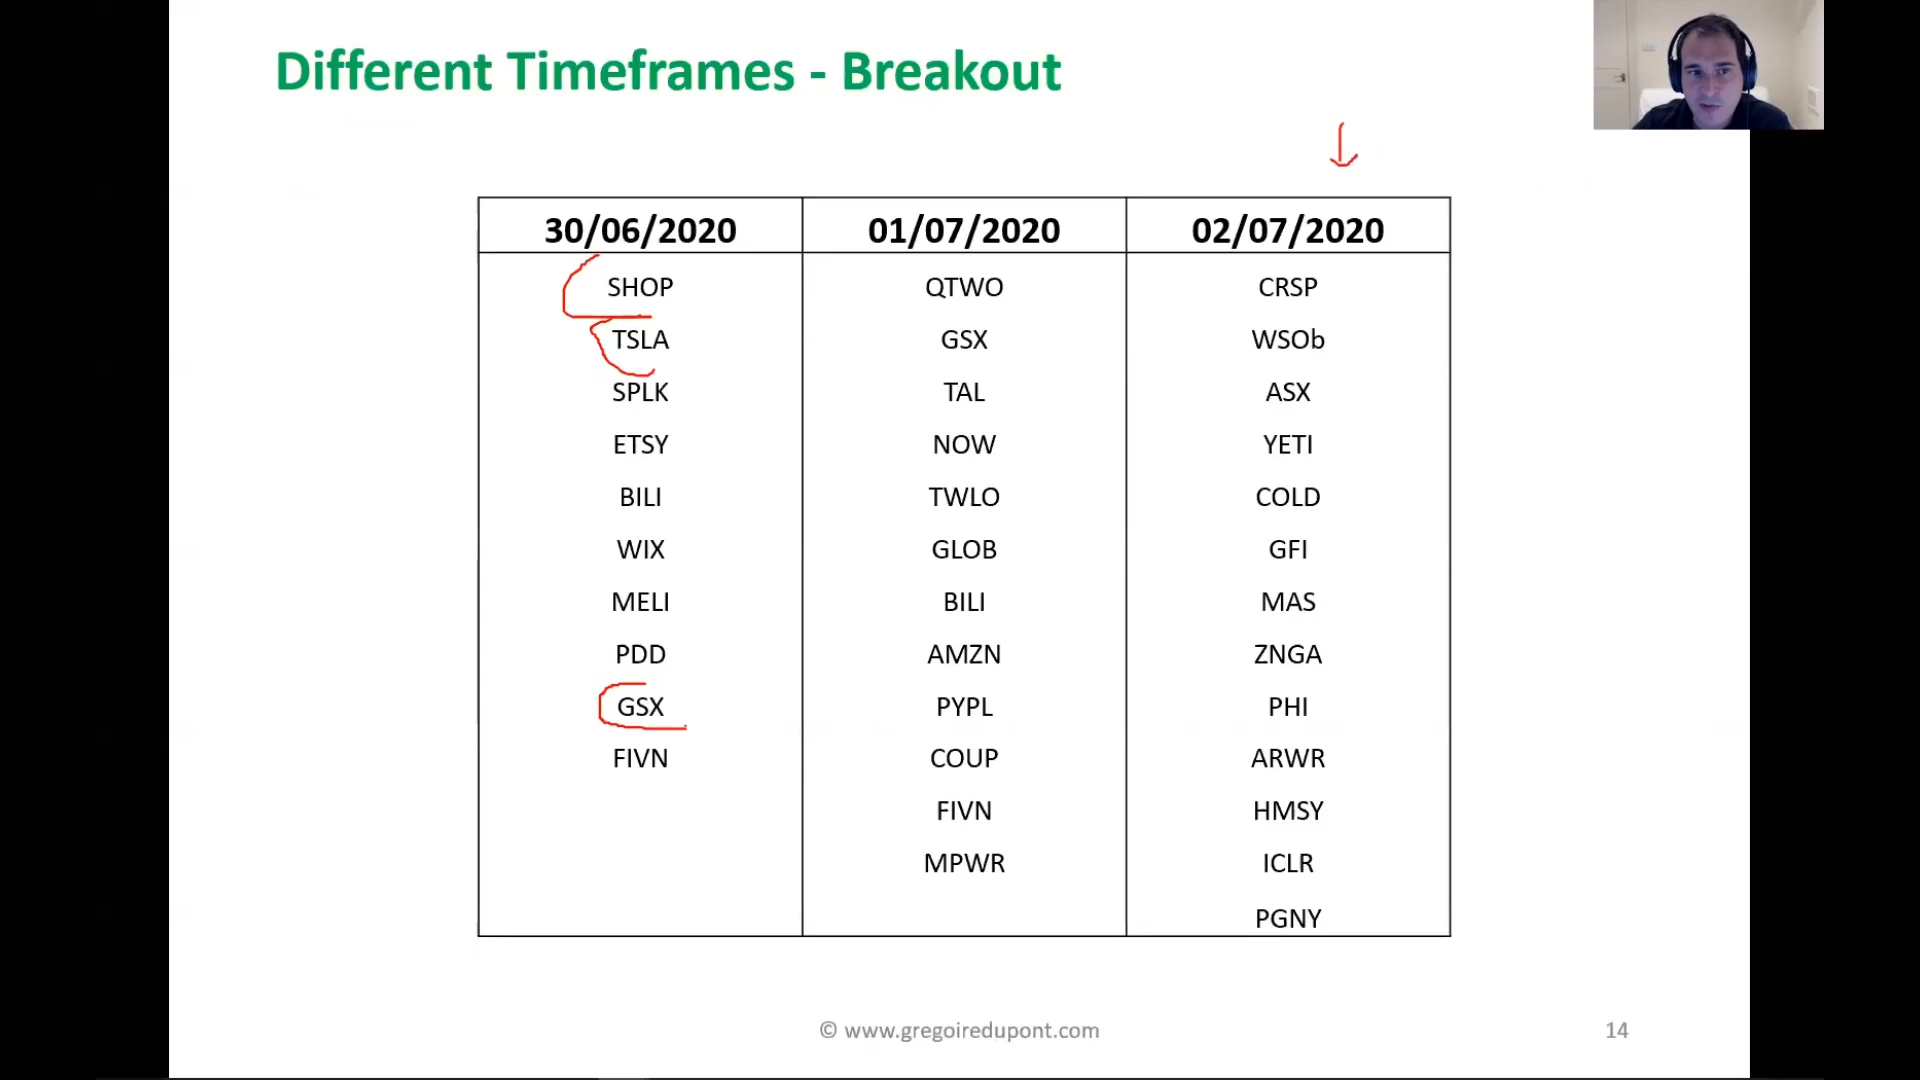 Different Timeframes - Breakout
30/06/2020 01/07/2020 02/07/2020
SHOP QTWO CRSP
TSLA GSX WSOb
SPLK TAL ASX
ETSY NOW YETI
BILI TWLO COLD
WIX GLOB GFI
MELI BILI MAS
PDD AMZN ZNGA
GSX PYPL PHI
FIVN COUP ARWR
FIVN HMSY
MPWR ICLR
PGNY
© www.gregoiredupont.com 14